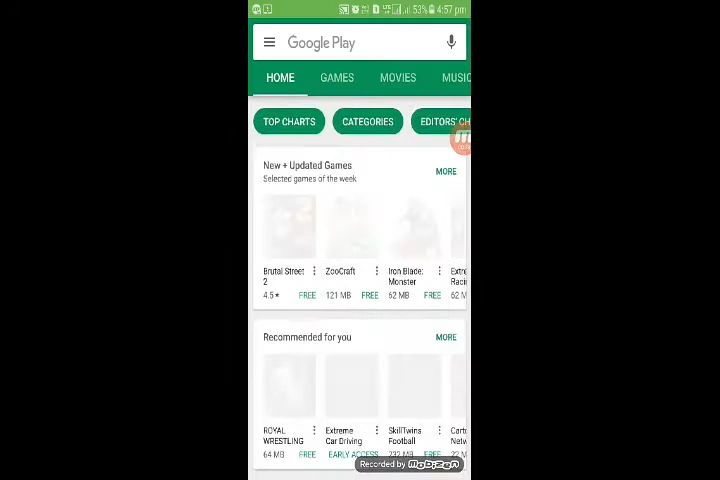 53% 4:57 pm
Google Play
HOME GAMES MOVIES MUSIC
TOP CHARTS CATEGORIES EDITORS' CH
New + Updated Games
Selected games of the week
MORE
Brutal Street ZooCraft Iron Blade: Extre
2 Monster Racin
4.5★ FREE 121 MB FREE 62 MB FREE 62 M
Recommended for you MORE
ROYAL Extreme SkillTwins Carto
WRESTLING Car Driving Football Netw
64 MB FREE EARLY ACCESS 232 MB FREE 22 M
Recorded by MOBIZEN